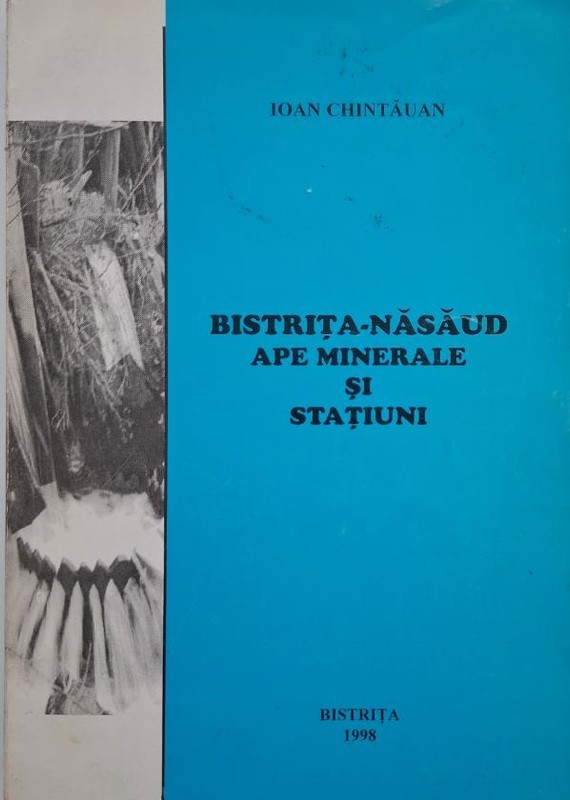 IOAN CHINTĂUAN
BISTRIȚA-NĂSĂUD
APE MINERALE
ȘI
STAȚIUNI
BISTRIȚA
1998